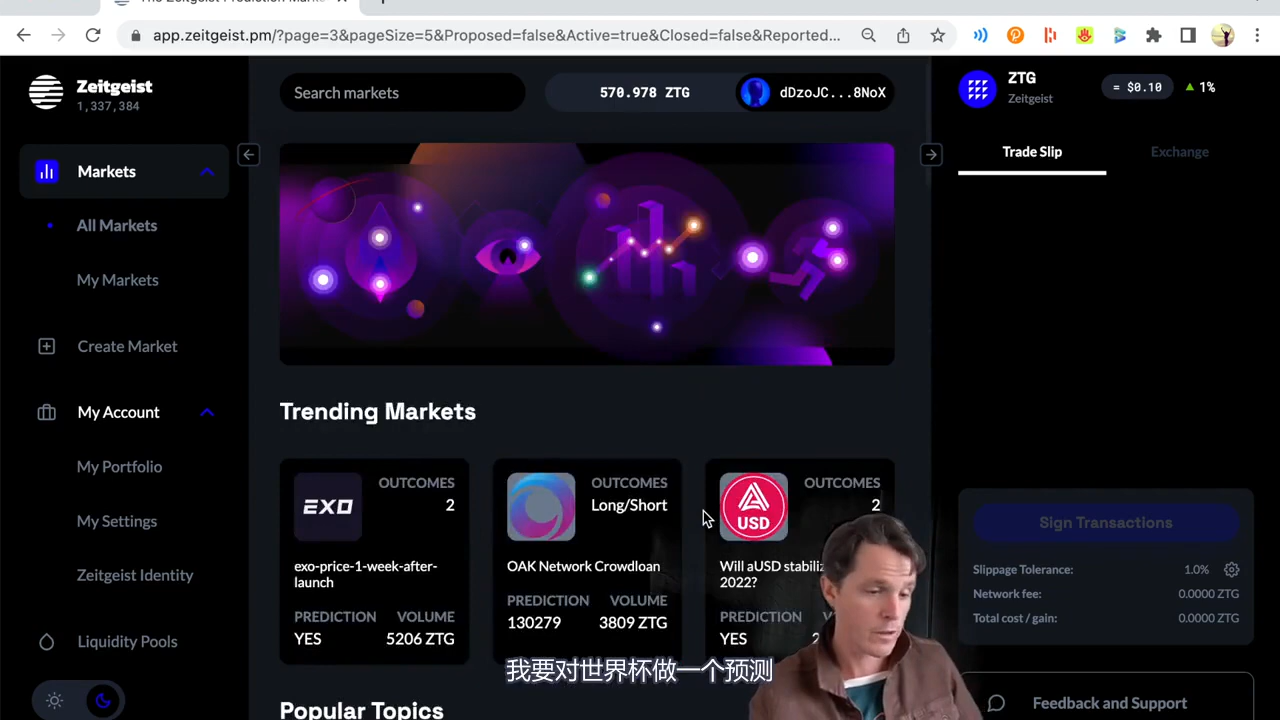 The Zeitgeist Prediction Marke
app.zeitgeist.pm/?page=3&pageSize=5&Proposed=false&Active=true&Closed=false&Reported...
Zeitgeist
1,337,384
Search markets
570.978 ZTG
dDzoJC...8NoX
ZTG
Zeitgeist
= $0.10
1%
Trade Slip
Exchange
Markets
All Markets
My Markets
Create Market
My Account
My Portfolio
My Settings
Zeitgeist Identity
Liquidity Pools
Trending Markets
EXO
OUTCOMES
2
exo-price-1-week-after-
launch
PREDICTION
VOLUME
YES
5206 ZTG
OUTCOMES
Long/Short
OAK Network Crowdloan
PREDICTION
VOLUME
130279
3809 ZTG
USD
OUTCOMES
2
Will aUSD stabiliz
2022?
PREDICTION
YES
2
Popular Topics
Sign Transactions
Slippage Tolerance:
1.0%
Network fee:
0.0000 ZTG
Total cost / gain:
0.0000 ZTG
Feedback and Support
我要对世界杯做一个预测